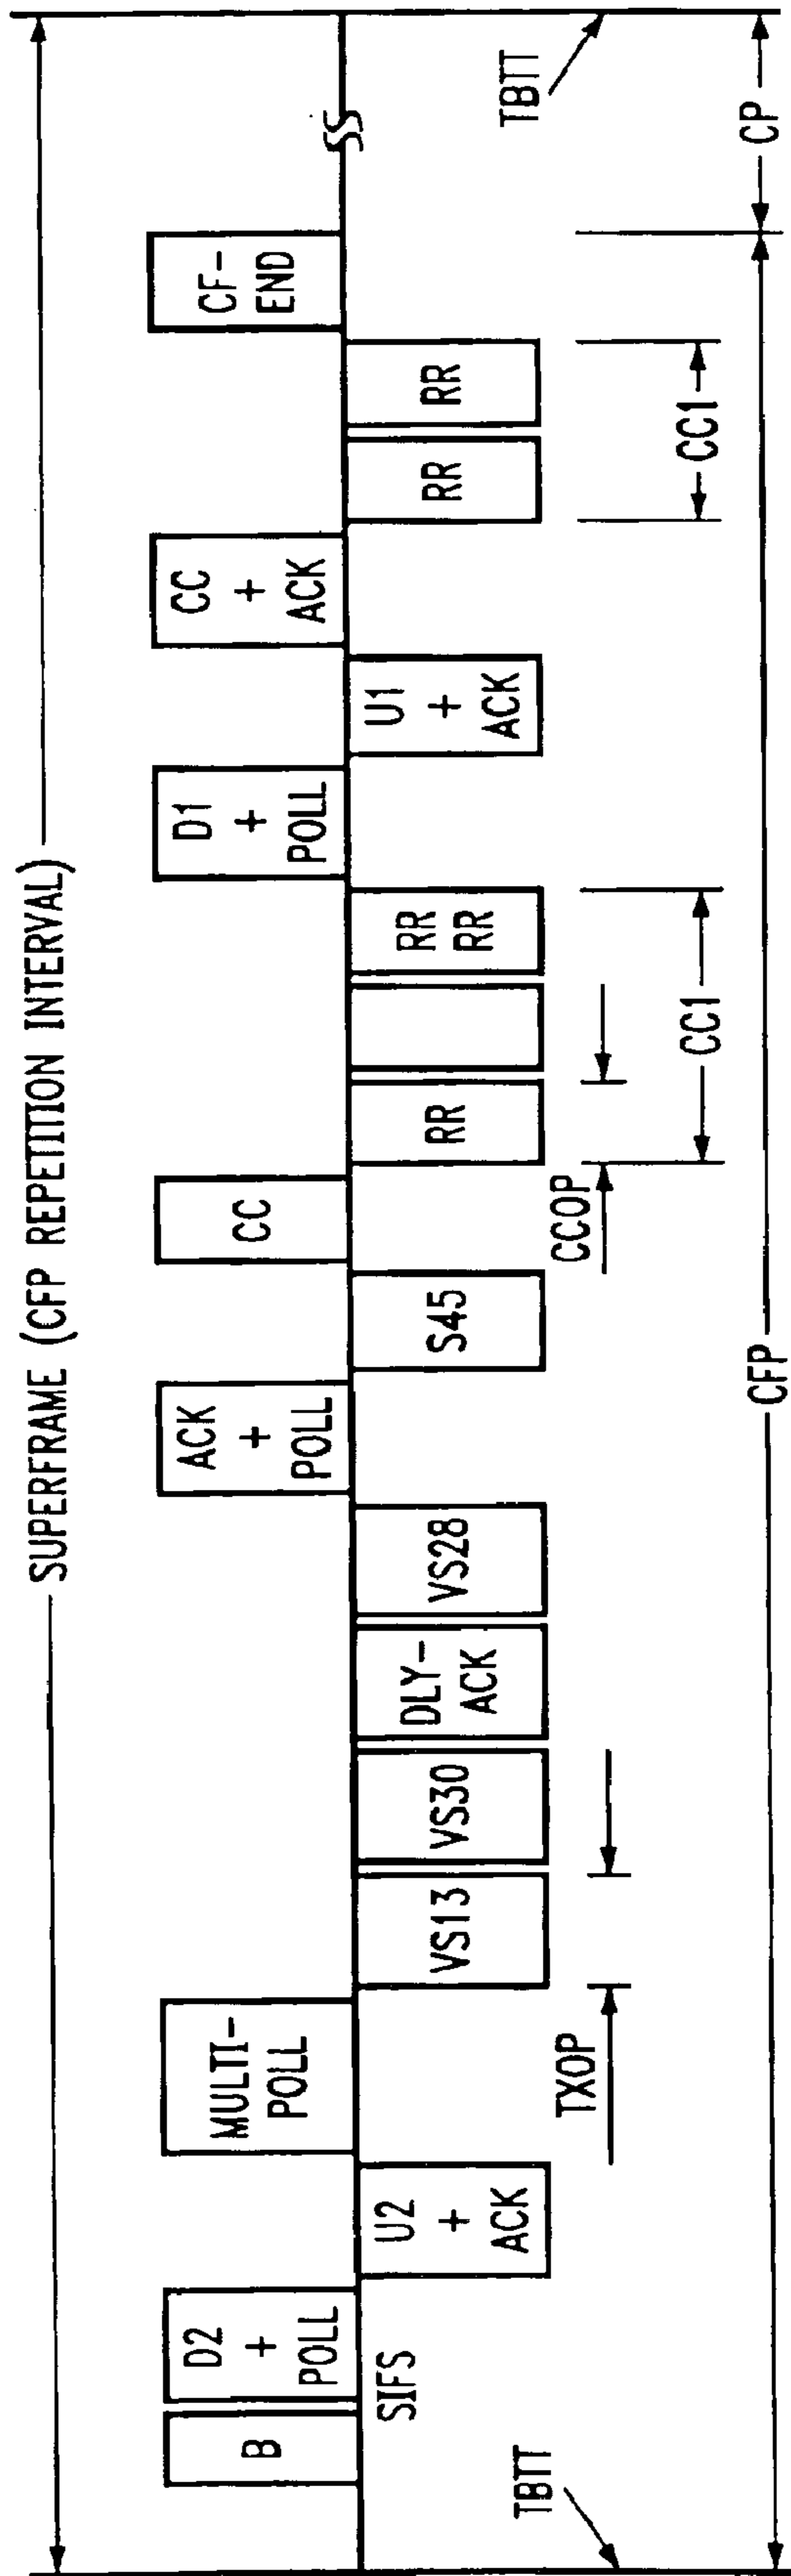 SUPERFRAME (CFP REPETITION INTERVAL)
B
D2
+
POLL
MULTI-
POLL
ACK
+
POLL
CC
D1
+
POLL
CC
+
ACK
CF-
END
SIFS
U2
+
ACK
VS13
VS30
DLY-
ACK
VS28
S45
RR
RR
RR
U1
+
ACK
RR
RR
TBTT
TXOP
CCOP
CC1
CC1
TBTT
CFP
CP